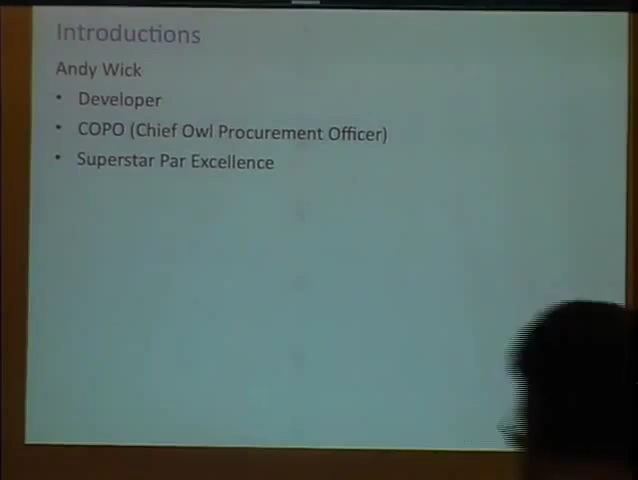 Introductions
Andy Wick
• Developer
• COPO (Chief Owl Procurement Officer)
• Superstar Par Excellence